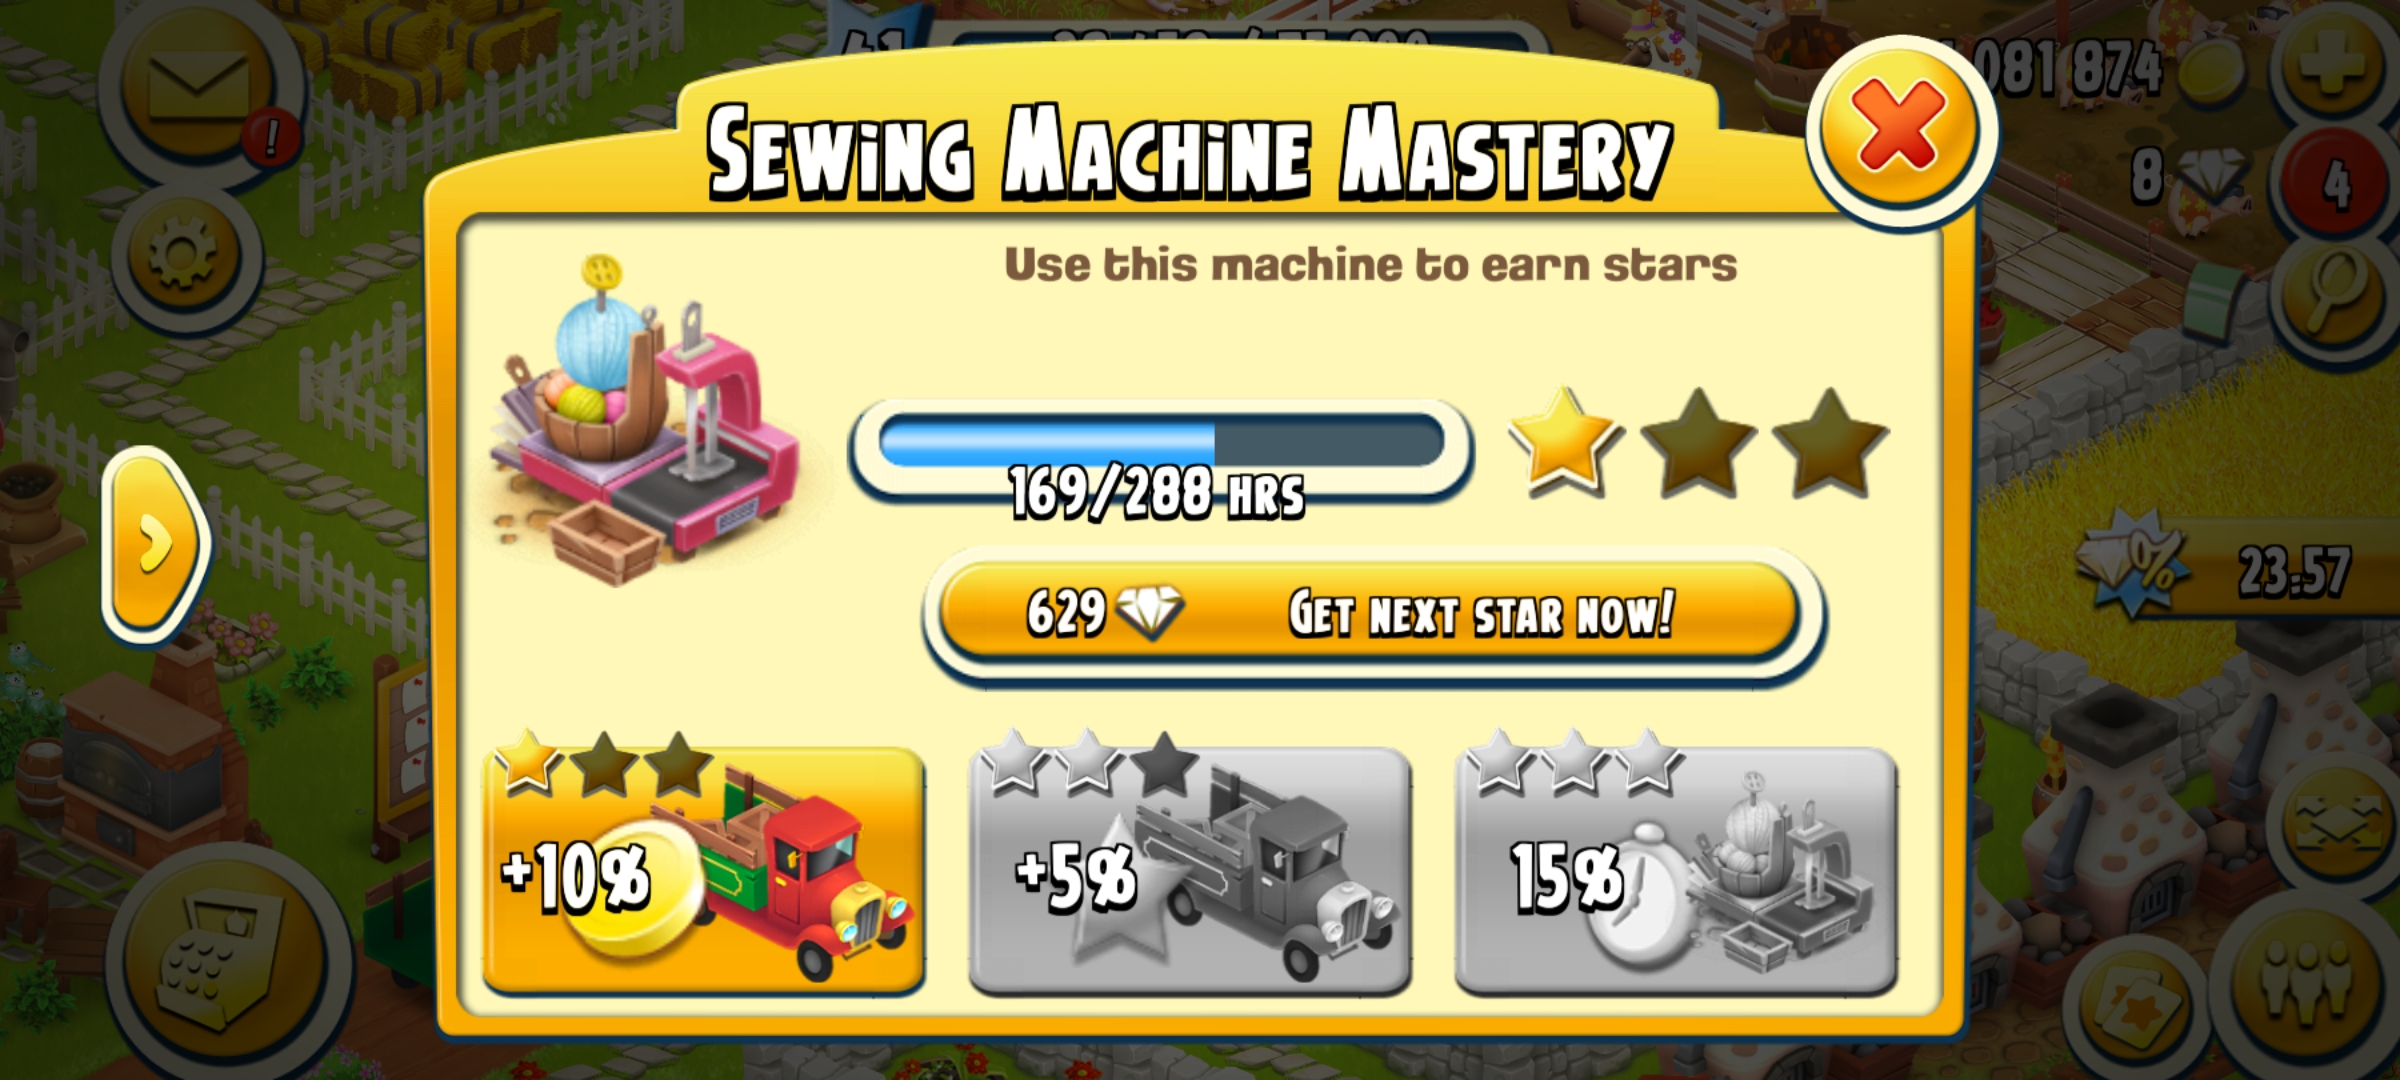 SEWING MACHINE MASTERY
081 874
!
8
4
Use this machine to earn stars
169/288 HRS
629 GET NEXT STAR NOW!
%
23:57
+10%
+5%
15%